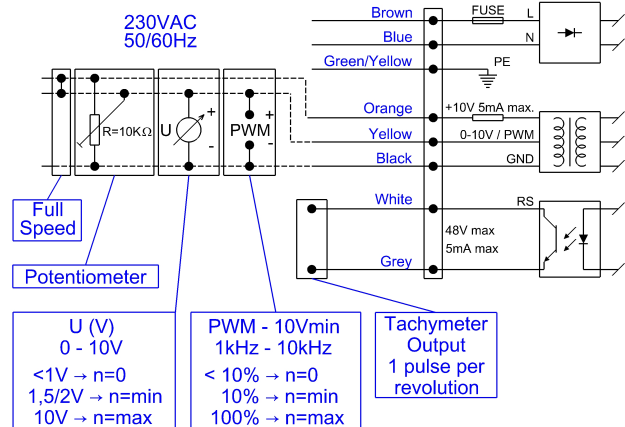 230VAC
50/60Hz
Brown
FUSE
L
Blue
N
Green/Yellow
PE
Orange
+10V 5mA max.
Yellow
0-10V / PWM
Black
GND
R=10KΩ
U
+
-
PWM
+
-
White
RS
48V max
5mA max
Grey
Full
Speed
Potentiometer
U (V)
0 - 10V
<1V → n=0
1,5/2V → n=min
10V → n=max
PWM - 10Vmin
1kHz - 10kHz
< 10% → n=0
10% → n=min
100% → n=max
Tachymeter
Output
1 pulse per
revolution